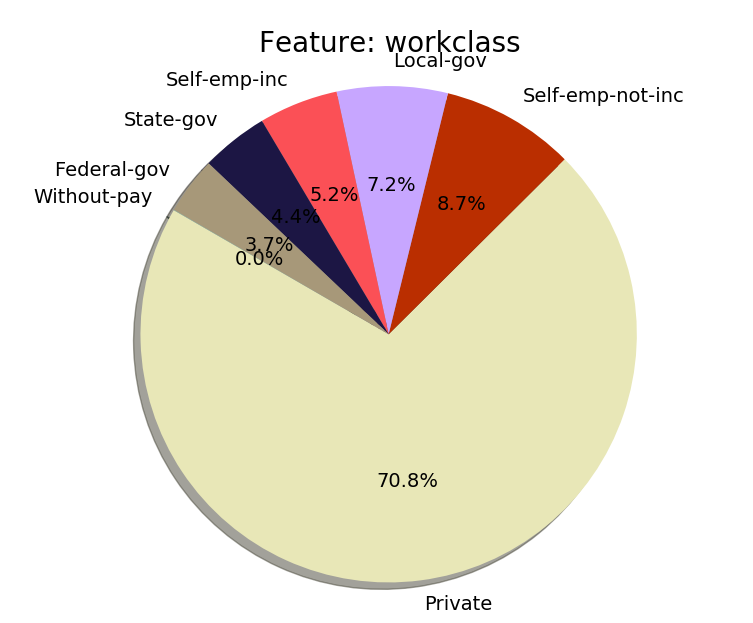 Feature: workclass
Local-gov
Self-emp-inc
Self-emp-not-inc
State-gov
Federal-gov
Without-pay
7.2%
5.2%
8.7%
4.4%
3.7%
0.0%
70.8%
Private